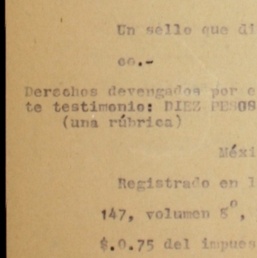 Un sello que di
co.-
Derechos devengados por e
te testimonio: DIEZ PESOS
(una rúbrica)
Méxi
Registrado en l
147, volumen 5º,
$.0.75 del impues